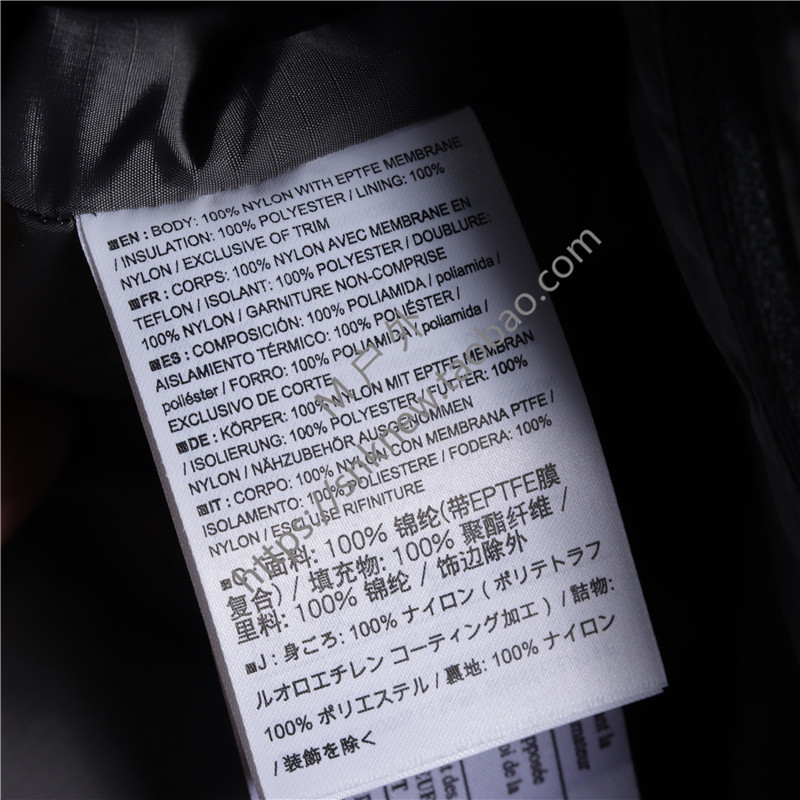 EN : BODY: 100% NYLON WITH EPTFE MEMBRANE
/ INSULATION: 100% POLYESTER / LINING: 100%
NYLON / EXCLUSIVE OF TRIM
FR : CORPS: 100% NYLON AVEC MEMBRANE EN
TEFLON / ISOLANT: 100% POLYESTER / DOUBLURE:
100% NYLON / GARNITURE NON-COMPRISE
ES : COMPOSICIÓN: 100% POLIAMIDA / poliamida /
AISLAMIENTO TÉRMICO: 100% POLIÉSTER /
poliéster / FORRO: 100% POLIAMIDA / poliamida /
EXCLUSIVO DE CORTE
DE : KÖRPER: 100% NYLON MIT EPTFE MEMBRAN
/ ISOLIERUNG: 100% POLYESTER / FUTTER: 100%
NYLON / NÄHZUBEHÖR AUSGENOMMEN
IT : CORPO: 100% NYLON CON MEMBRANA PTFE /
ISOLAMENTO: 100% POLIESTERE / FODERA: 100%
NYLON / ESCLUSE RIFINITURE
C : 面料: 100% 锦纶(带EPTFE膜
复合) / 填充物: 100% 聚酯纤维 /
里料: 100% 锦纶 / 饰边除外
J : 身ごろ: 100% ナイロン ( ポリテトラフ
ルオロエチレン コーティング加工 ) / 詰物:
100% ポリエステル / 裏地: 100% ナイロン
/ 装飾を除く
M户外
https://shiknew.taobao.com